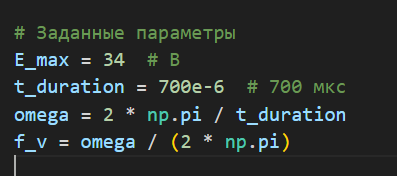 # Заданные параметры
E_max = 34  # В
t_duration = 700e-6  # 700 мкс
omega = 2 * np.pi / t_duration
f_v = omega / (2 * np.pi)